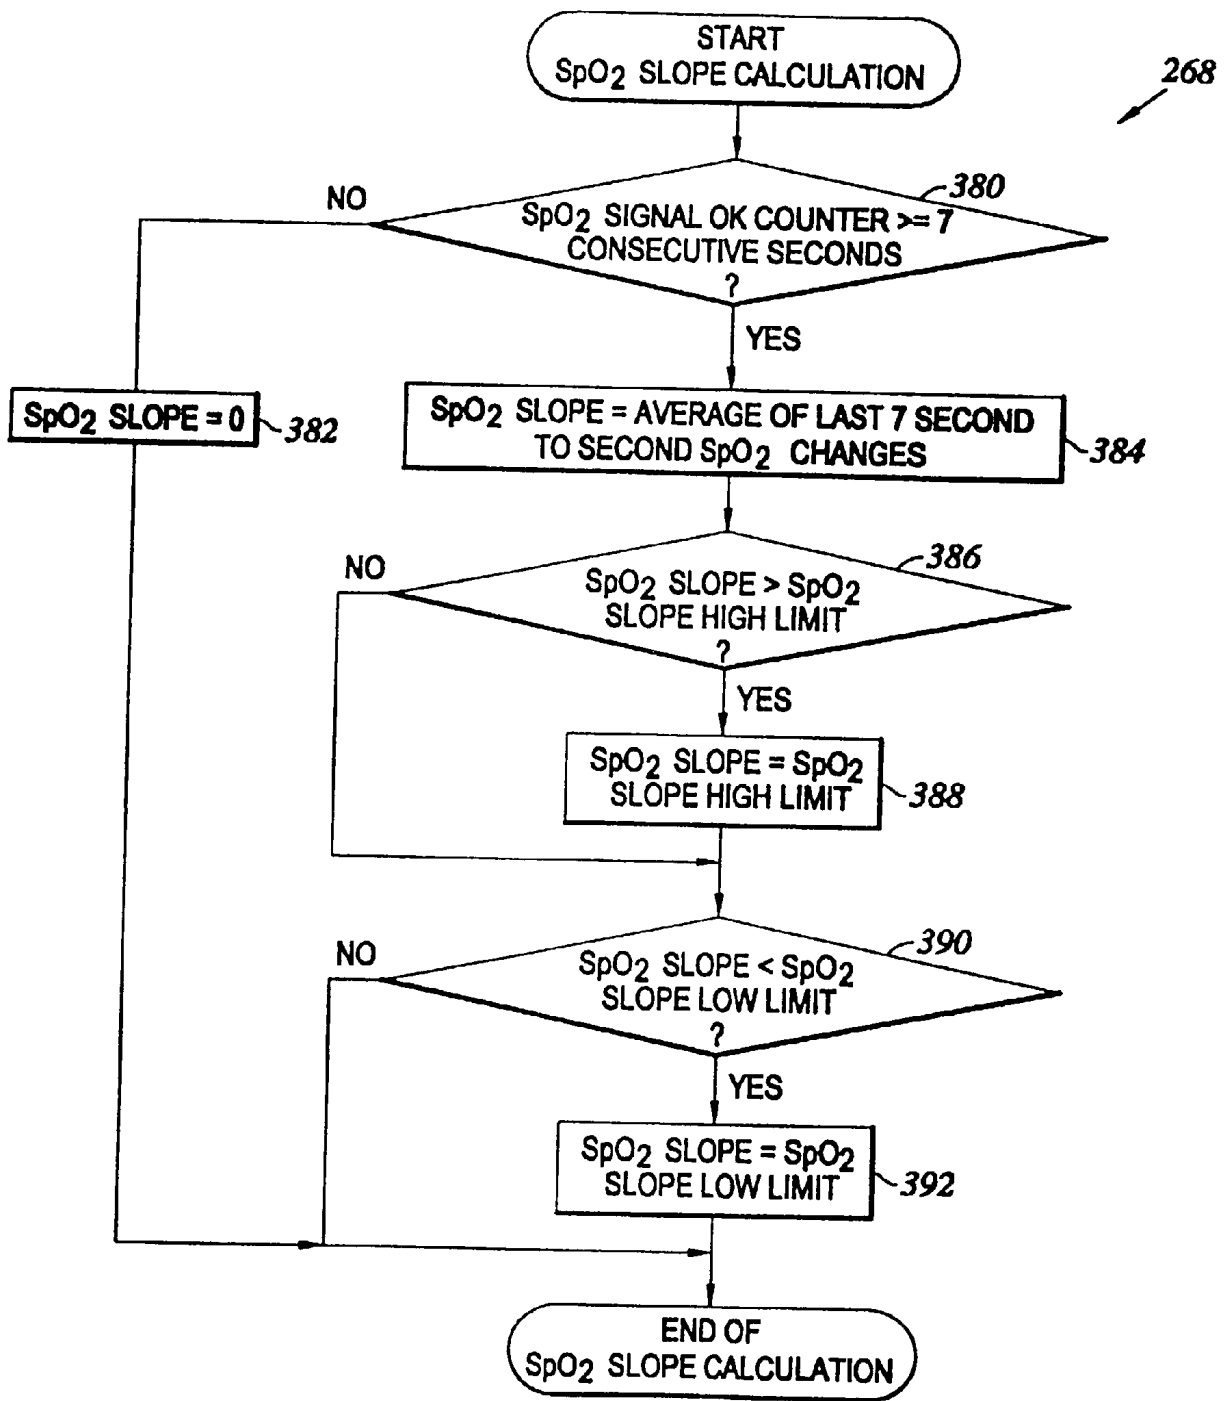 START
SpO2 SLOPE CALCULATION
268
380
NO
SpO2 SIGNAL OK COUNTER >= 7
CONSECUTIVE SECONDS
?
YES
SpO2 SLOPE = 0
382
SpO2 SLOPE = AVERAGE OF LAST 7 SECOND
TO SECOND SpO2 CHANGES
384
386
NO
SpO2 SLOPE > SpO2
SLOPE HIGH LIMIT
?
YES
SpO2 SLOPE = SpO2
SLOPE HIGH LIMIT
388
390
NO
SpO2 SLOPE < SpO2
SLOPE LOW LIMIT
?
YES
SpO2 SLOPE = SpO2
SLOPE LOW LIMIT
392
END OF
SpO2 SLOPE CALCULATION